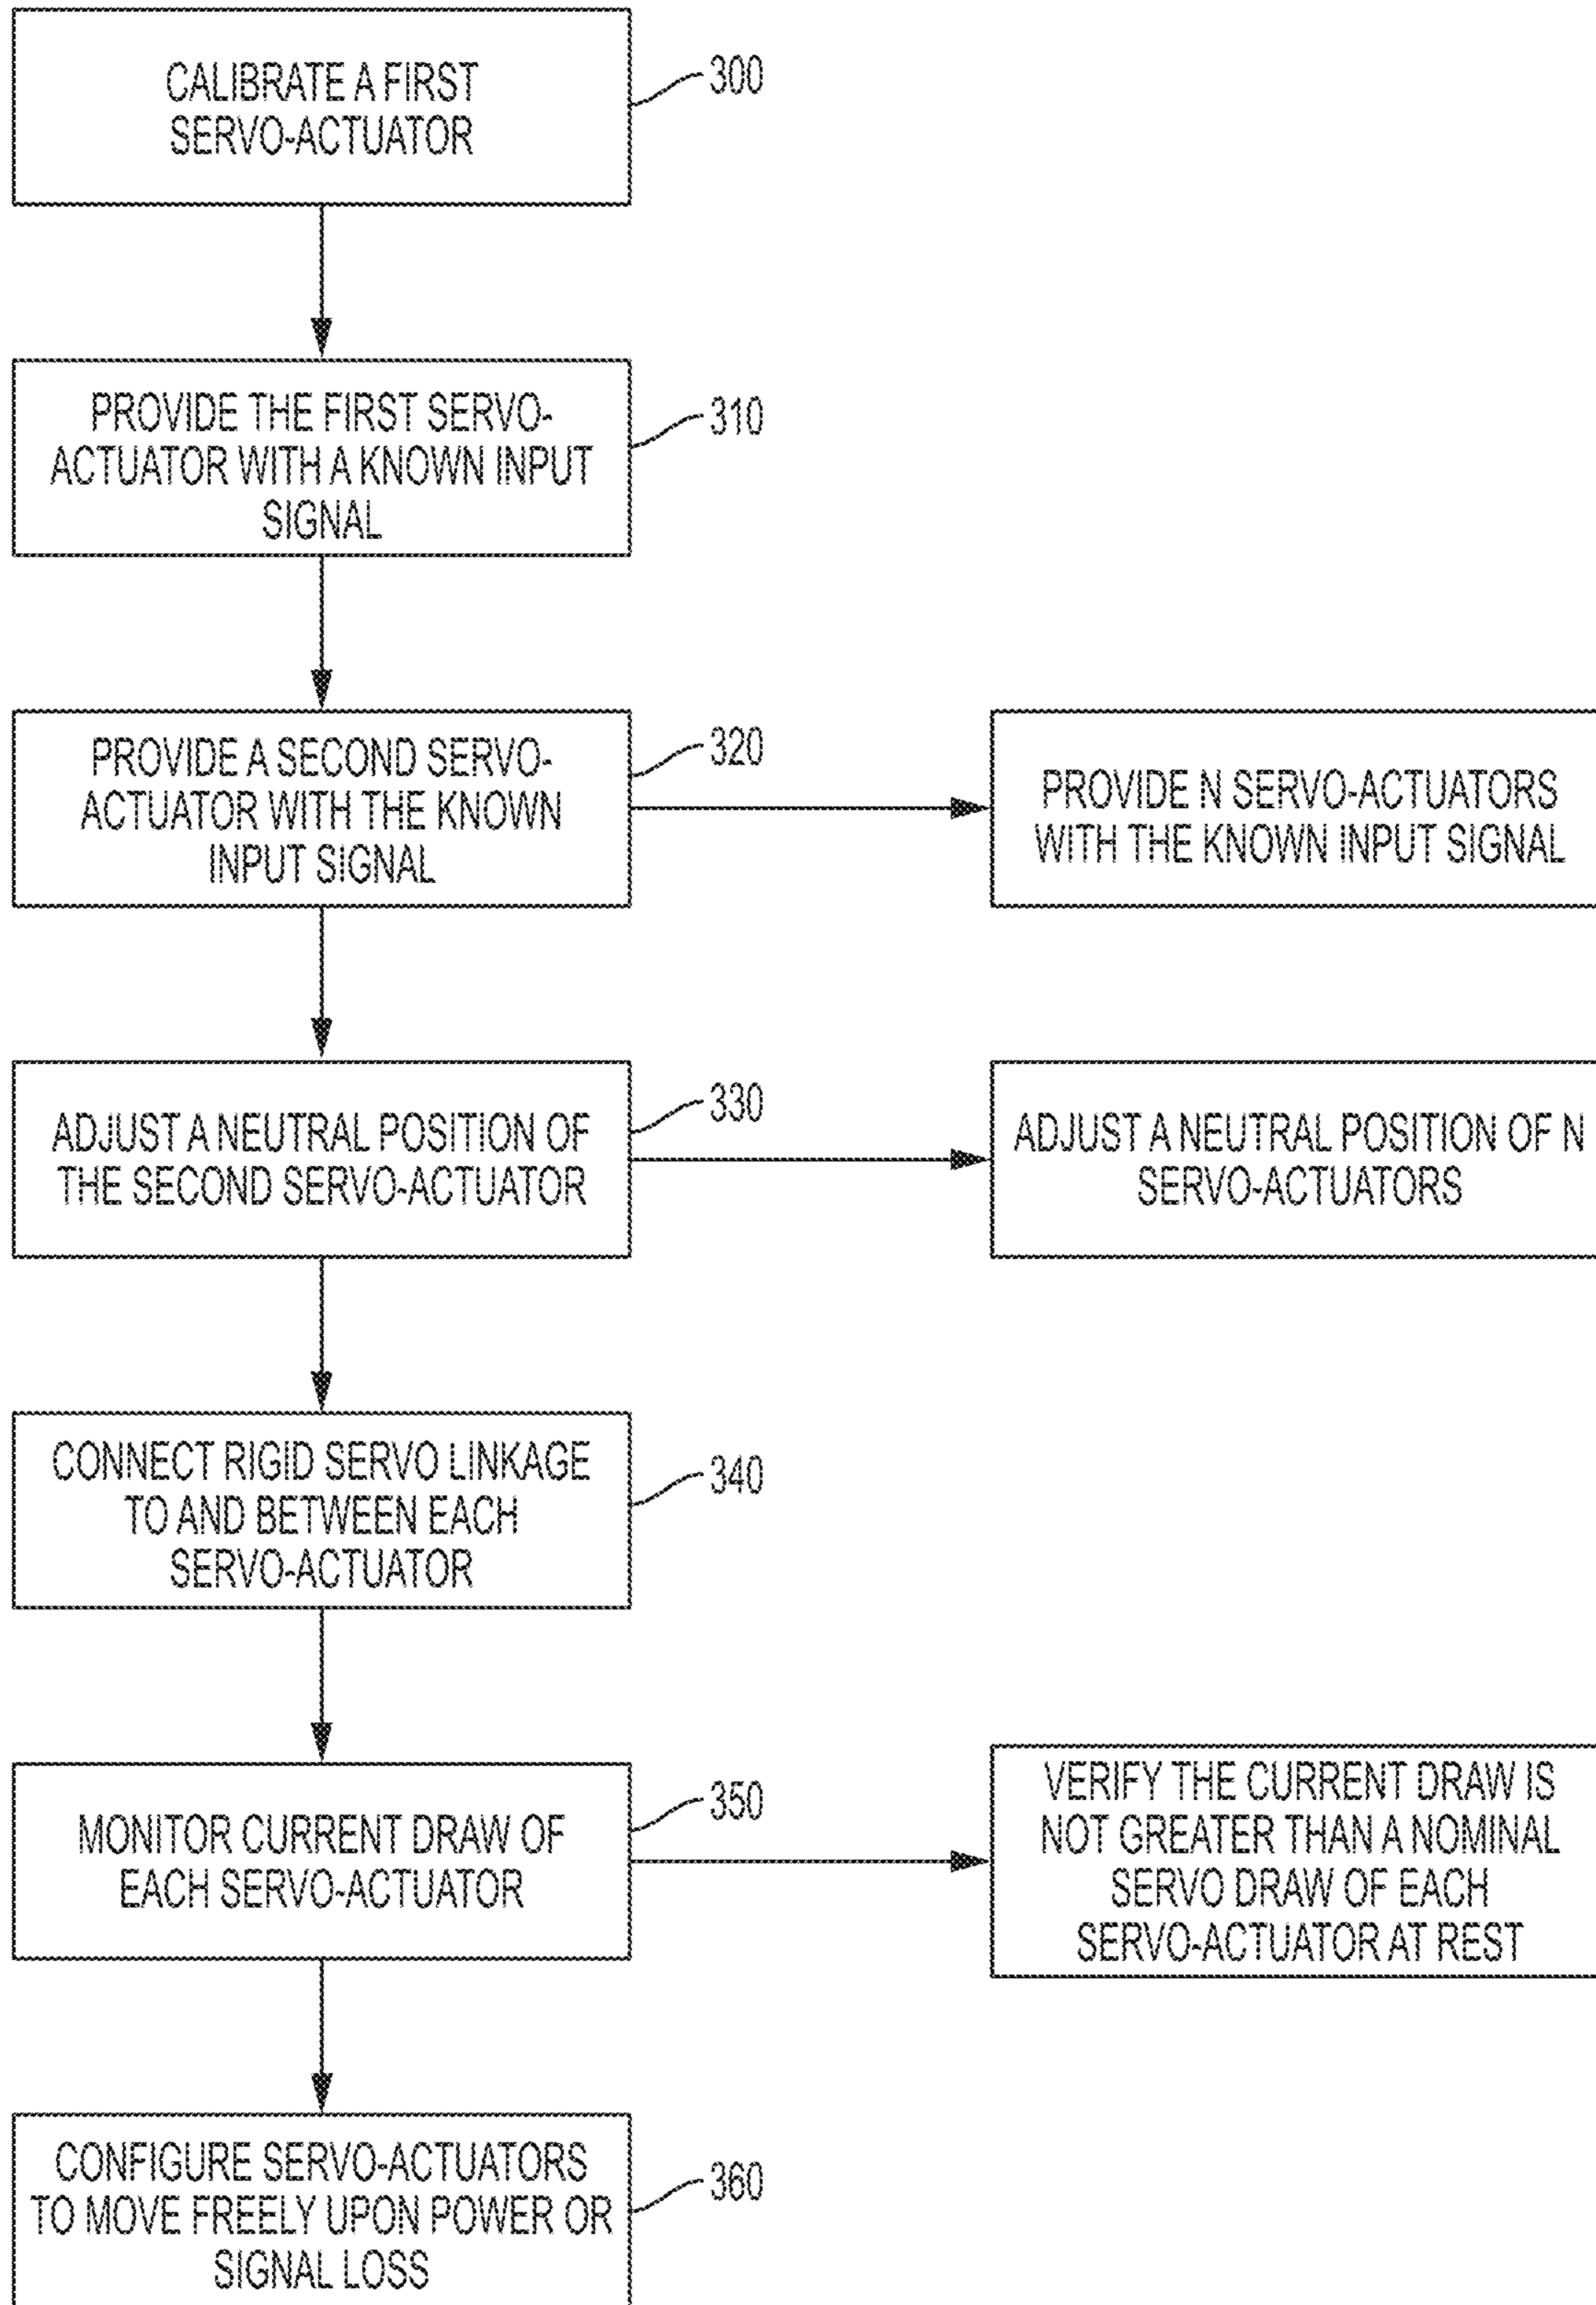 CALIBRATE A FIRST
SERVO-ACTUATOR
300
PROVIDE THE FIRST SERVO-
ACTUATOR WITH A KNOWN INPUT
SIGNAL
310
PROVIDE A SECOND SERVO-
ACTUATOR WITH THE KNOWN
INPUT SIGNAL
320
PROVIDE N SERVO-ACTUATORS
WITH THE KNOWN INPUT SIGNAL
ADJUST A NEUTRAL POSITION OF
THE SECOND SERVO-ACTUATOR
330
ADJUST A NEUTRAL POSITION OF N
SERVO-ACTUATORS
CONNECT RIGID SERVO LINKAGE
TO AND BETWEEN EACH
SERVO-ACTUATOR
340
MONITOR CURRENT DRAW OF
EACH SERVO-ACTUATOR
350
VERIFY THE CURRENT DRAW IS
NOT GREATER THAN A NOMINAL
SERVO DRAW OF EACH
SERVO-ACTUATOR AT REST
CONFIGURE SERVO-ACTUATORS
TO MOVE FREELY UPON POWER OR
SIGNAL LOSS
360